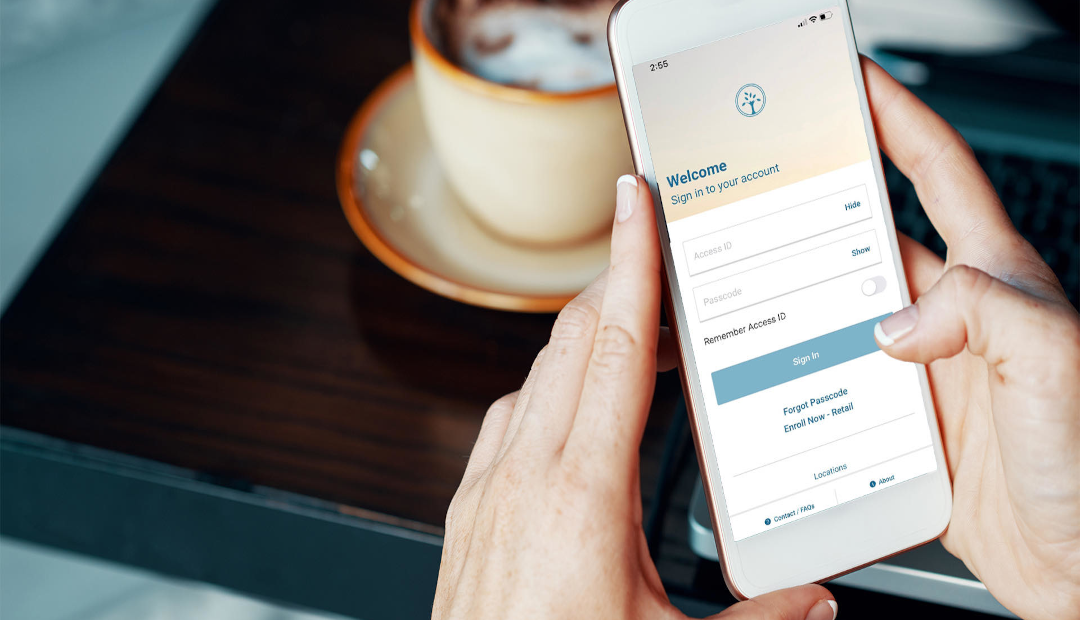 2:55
Welcome
Sign in to your account
Access ID
Hide
Passcode
Show
Remember Access ID
Sign In
Forgot Passcode
Enroll Now - Retail
Locations
Contact / FAQs
About